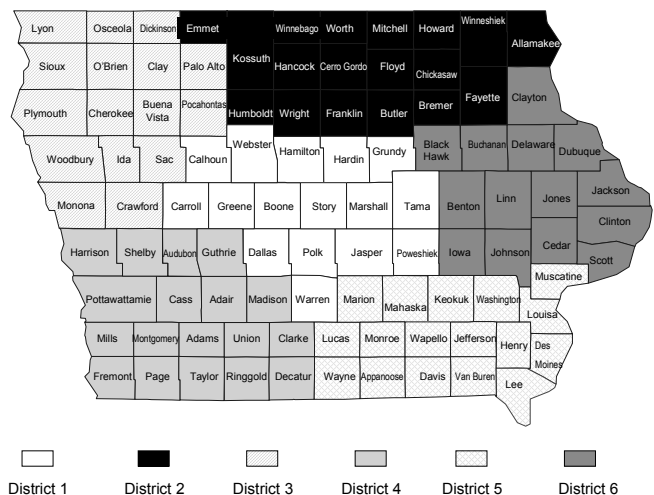 Lyon Osceola Dickinson Emmet Winnebago Worth Mitchell Howard Winneshiek Allamakee
Sioux O'Brien Clay Palo Alto Kossuth Hancock Cerro Gordo Floyd Chickasaw
Plymouth Cherokee Buena Vista Pocahontas Humboldt Wright Franklin Butler Bremer Fayette Clayton
Woodbury Ida Sac Calhoun Webster Hamilton Hardin Grundy Black Hawk Buchanan Delaware Dubuque
Monona Crawford Carroll Greene Boone Story Marshall Tama Benton Linn Jones Jackson
Clinton
Harrison Shelby Audubon Guthrie Dallas Polk Jasper Poweshiek Iowa Johnson Cedar Scott
Muscatine
Pottawattamie Cass Adair Madison Warren Marion Mahaska Keokuk Washington Louisa
Mills Montgomery Adams Union Clarke Lucas Monroe Wapello Jefferson Henry Des Moines
Fremont Page Taylor Ringgold Decatur Wayne Appanoose Davis Van Buren Lee
District 1 District 2 District 3 District 4 District 5 District 6